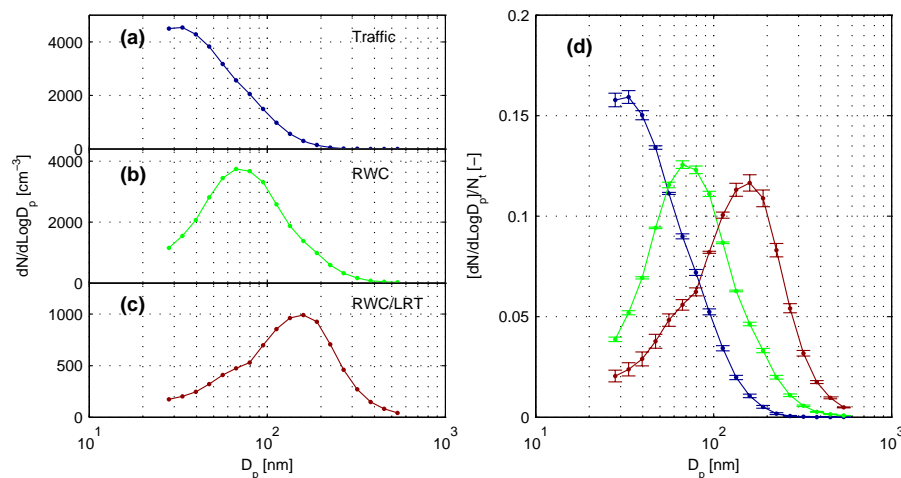 (a)
Traffic
4000
2000
0
(b)
RWC
4000
2000
0
dN/dLogD_p [cm^−3]
(c)
RWC/LRT
1000
500
0
10^1
10^2
10^3
D_p [nm]
(d)
0.2
0.15
0.1
0.05
0
[dN/dLogD_p]/N_t [−]
10^1
10^2
10^3
D_p [nm]